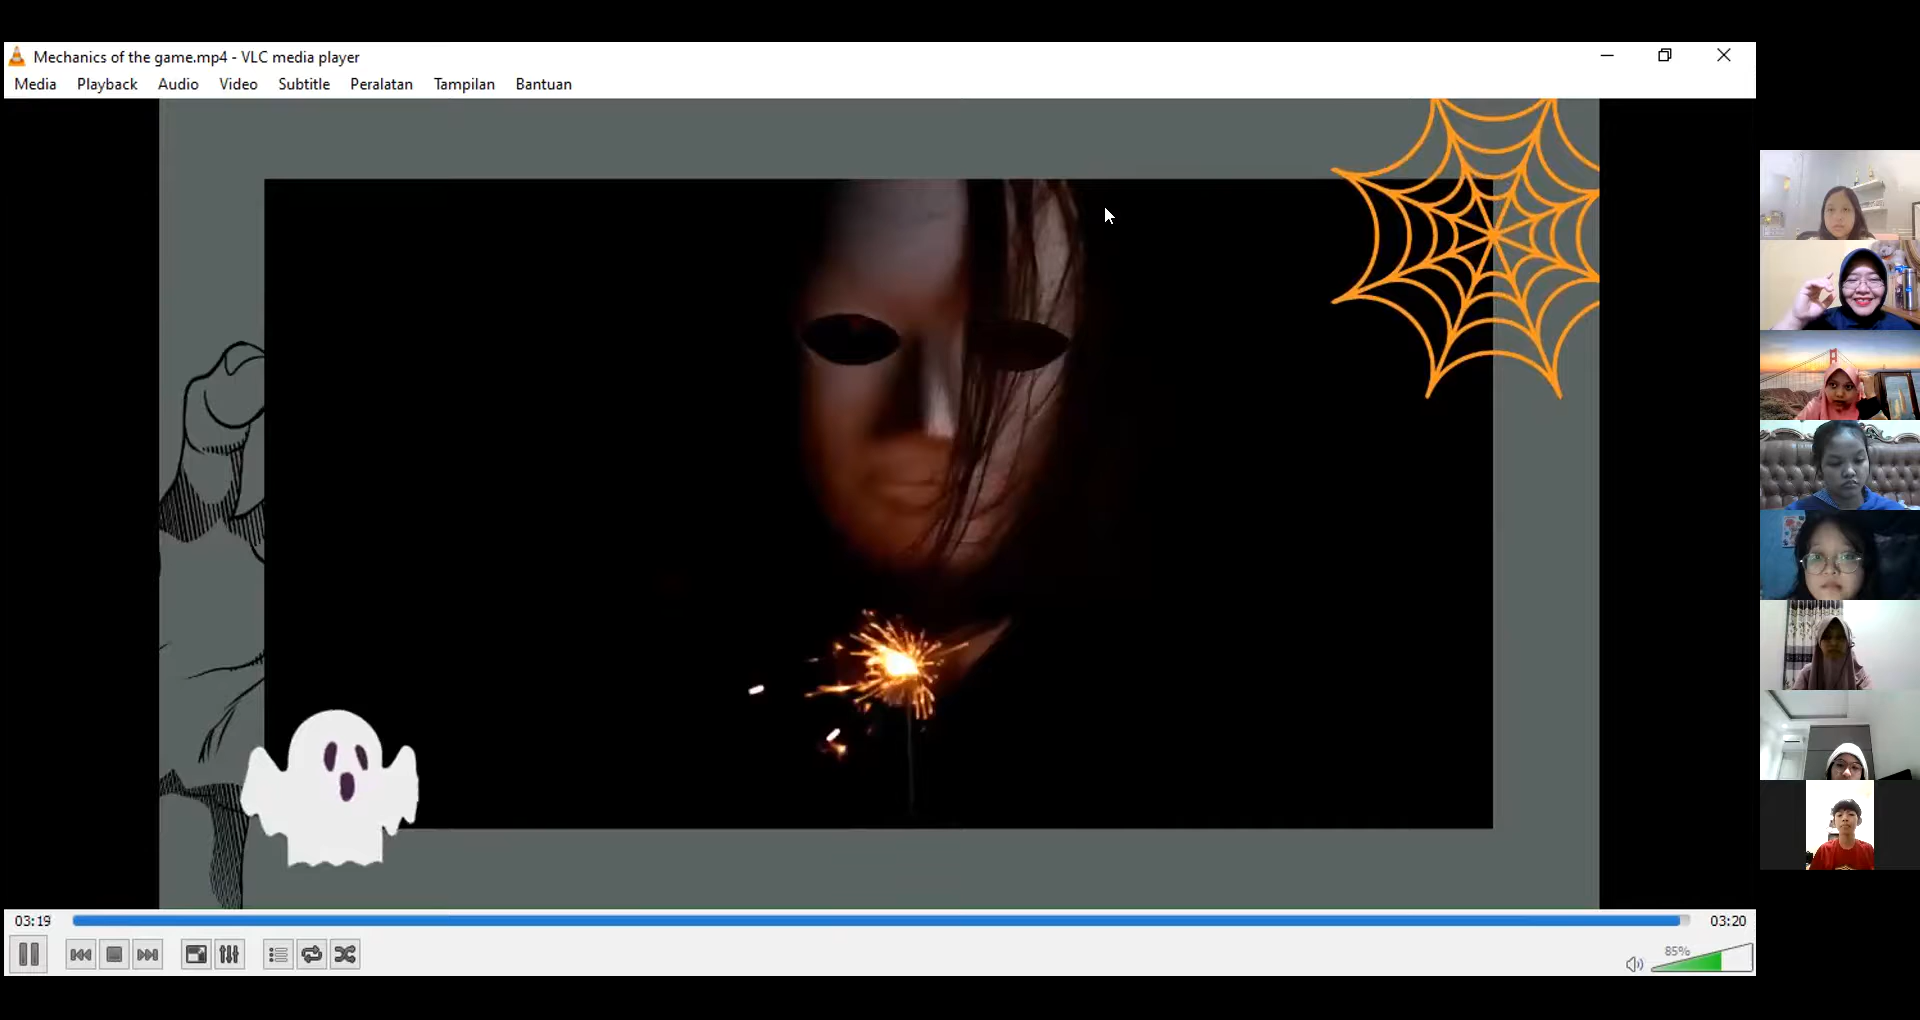 Mechanics of the game.mp4 - VLC media player
Media Playback Audio Video Subtitle Peralatan Tampilan Bantuan
03:19
03:20
85%